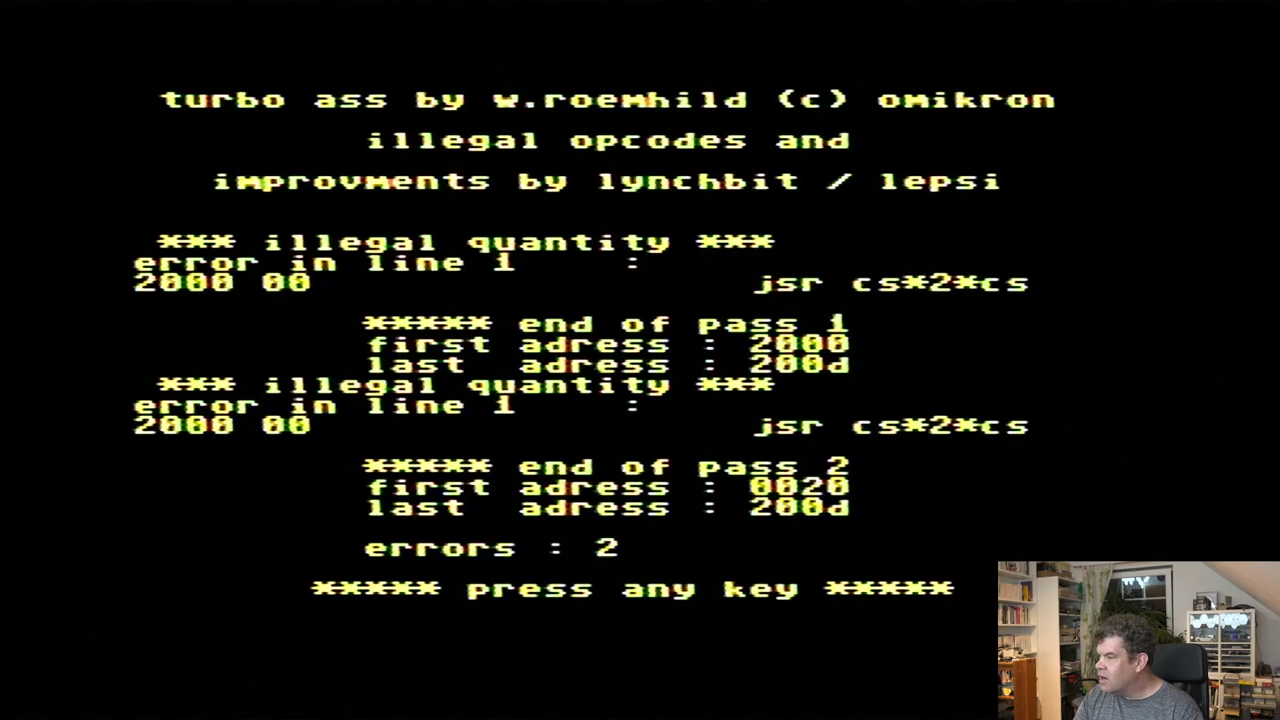 turbo ass by w.roemhild (c) omikron
illegal opcodes and
improvments by lynchbit / lepsi
*** illegal quantity ***
error in line 1 :
2000 00 jsr cs*2*cs
***** end of pass 1
first adress : 2000
last adress : 200d
*** illegal quantity ***
error in line 1 :
2000 00 jsr cs*2*cs
***** end of pass 2
first adress : 0020
last adress : 200d
errors : 2
***** press any key *****